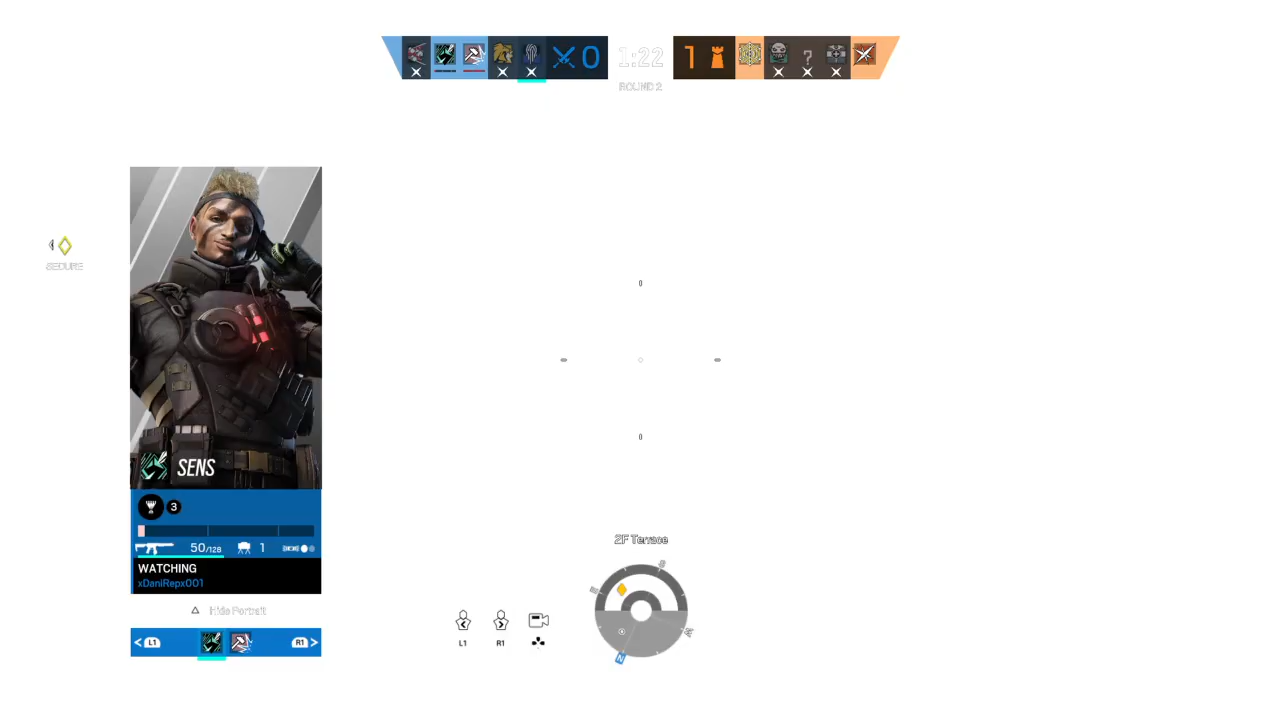 0 1:22 1
ROUND 2
SECURE
SENS
3
50/128 1
WATCHING
xDaniRepx001
Hide Portrait
L1 R1
2F Terrace
L1 R1
N